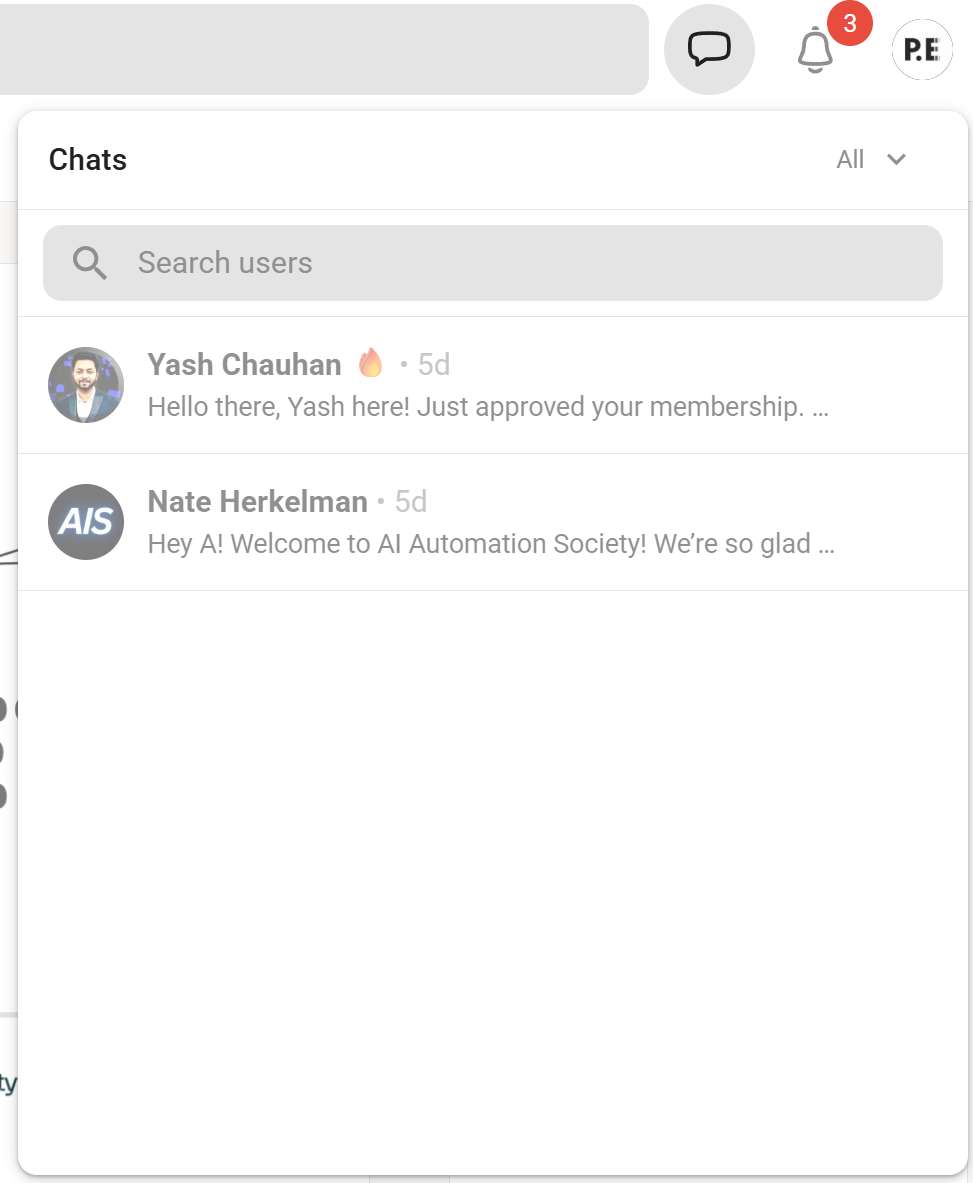 3
P.E
Chats
All
Search users
Yash Chauhan 🔥 • 5d
Hello there, Yash here! Just approved your membership. ...
AIS
Nate Herkelman • 5d
Hey A! Welcome to AI Automation Society! We’re so glad ...
ty